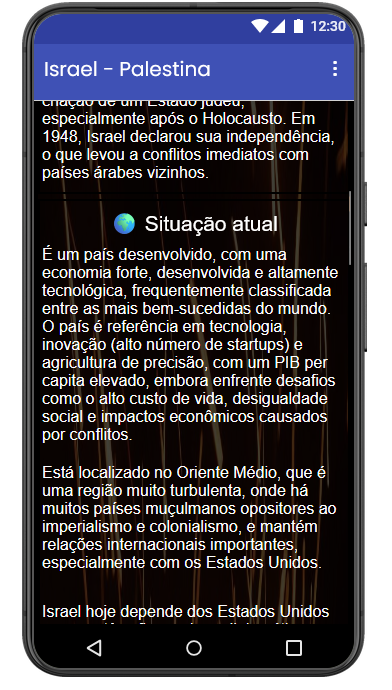 12:30
Israel - Palestina
criação de um Estado judeu,
especialmente após o Holocausto. Em
1948, Israel declarou sua independência,
o que levou a conflitos imediatos com
países árabes vizinhos.
Situação atual
É um país desenvolvido, com uma
economia forte, desenvolvida e altamente
tecnológica, frequentemente classificada
entre as mais bem-sucedidas do mundo.
O país é referência em tecnologia,
inovação (alto número de startups) e
agricultura de precisão, com um PIB per
capita elevado, embora enfrente desafios
como o alto custo de vida, desigualdade
social e impactos econômicos causados
por conflitos.
Está localizado no Oriente Médio, que é
uma região muito turbulenta, onde há
muitos países muçulmanos opositores ao
imperialismo e colonialismo, e mantém
relações internacionais importantes,
especialmente com os Estados Unidos.
Israel hoje depende dos Estados Unidos